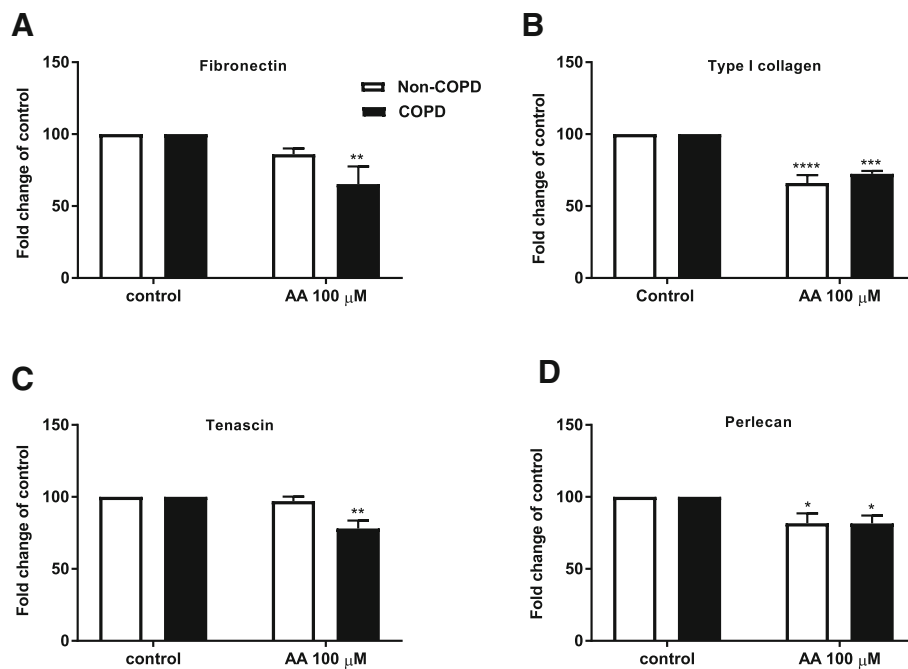 A
Fibronectin
Non-COPD
COPD
Fold change of control
150
100
50
0
**
control
AA 100 μM
B
Type I collagen
Fold change of control
150
100
50
0
****
***
Control
AA 100 μM
C
Tenascin
Fold change of control
150
100
50
0
**
control
AA 100 μM
D
Perlecan
Fold change of control
150
100
50
0
*
*
control
AA 100 μM